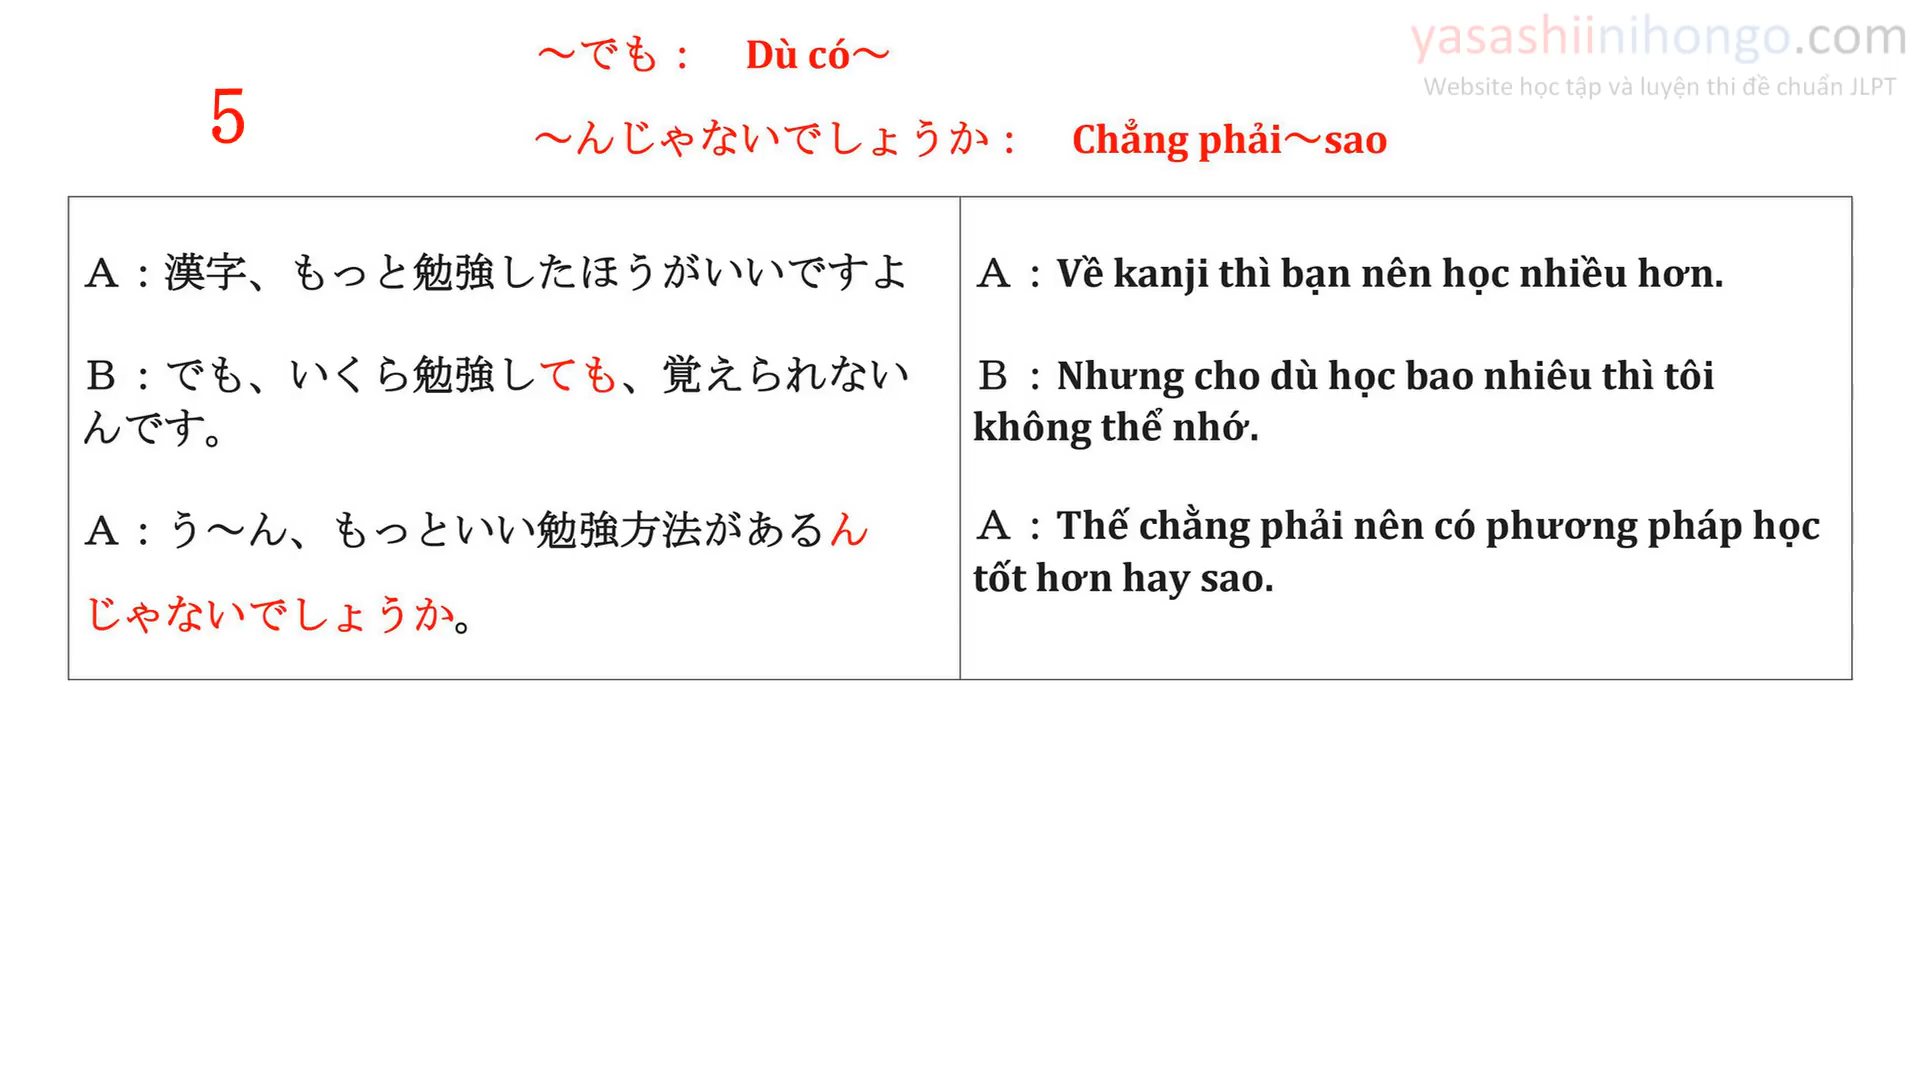 yasashiinihongo.com
Website học tập và luyện thi đề chuẩn JLPT
5
～でも： Dù có～
～んじゃないでしょうか： Chẳng phải～sao
A：漢字、もっと勉強したほうがいいですよ
B：でも、いくら勉強しても、覚えられない
んです。
A：う～ん、もっといい勉強方法があるん
じゃないでしょうか。
A：Về kanji thì bạn nên học nhiều hơn.
B：Nhưng cho dù học bao nhiêu thì tôi
không thể nhớ.
A：Thế chằng phải nên có phương pháp học
tốt hơn hay sao.